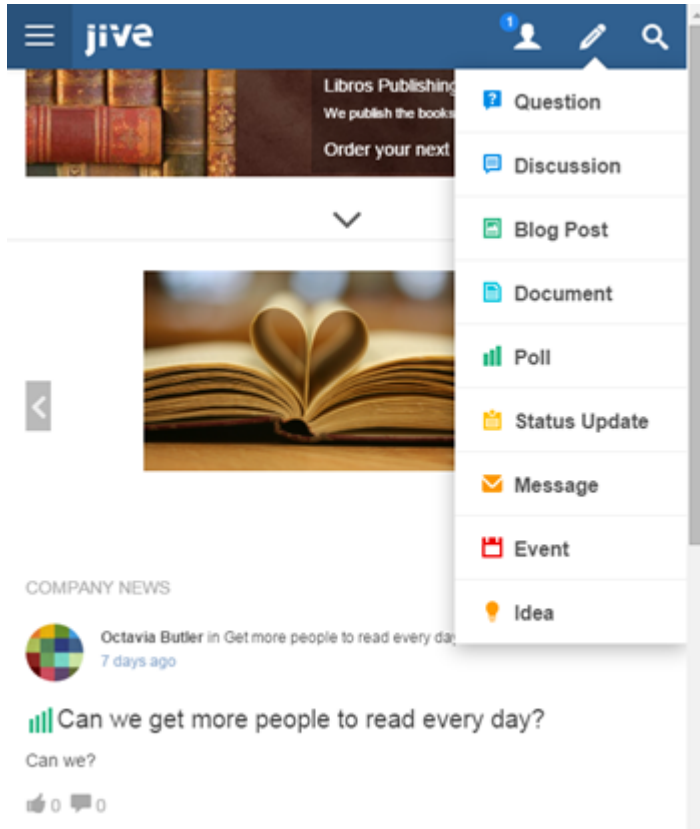 jive
1
Libros Publishing
We publish the books
Order your next
Question
Discussion
Blog Post
Document
Poll
Status Update
Message
Event
Idea
COMPANY NEWS
Octavia Butler in Get more people to read every day
7 days ago
Can we get more people to read every day?
Can we?
0 0